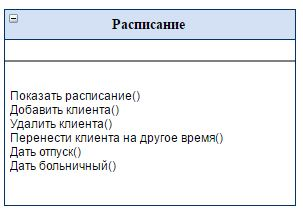 Расписание
Показать расписание()
Добавить клиента()
Удалить клиента()
Перенести клиента на другое время()
Дать отпуск()
Дать больничный()